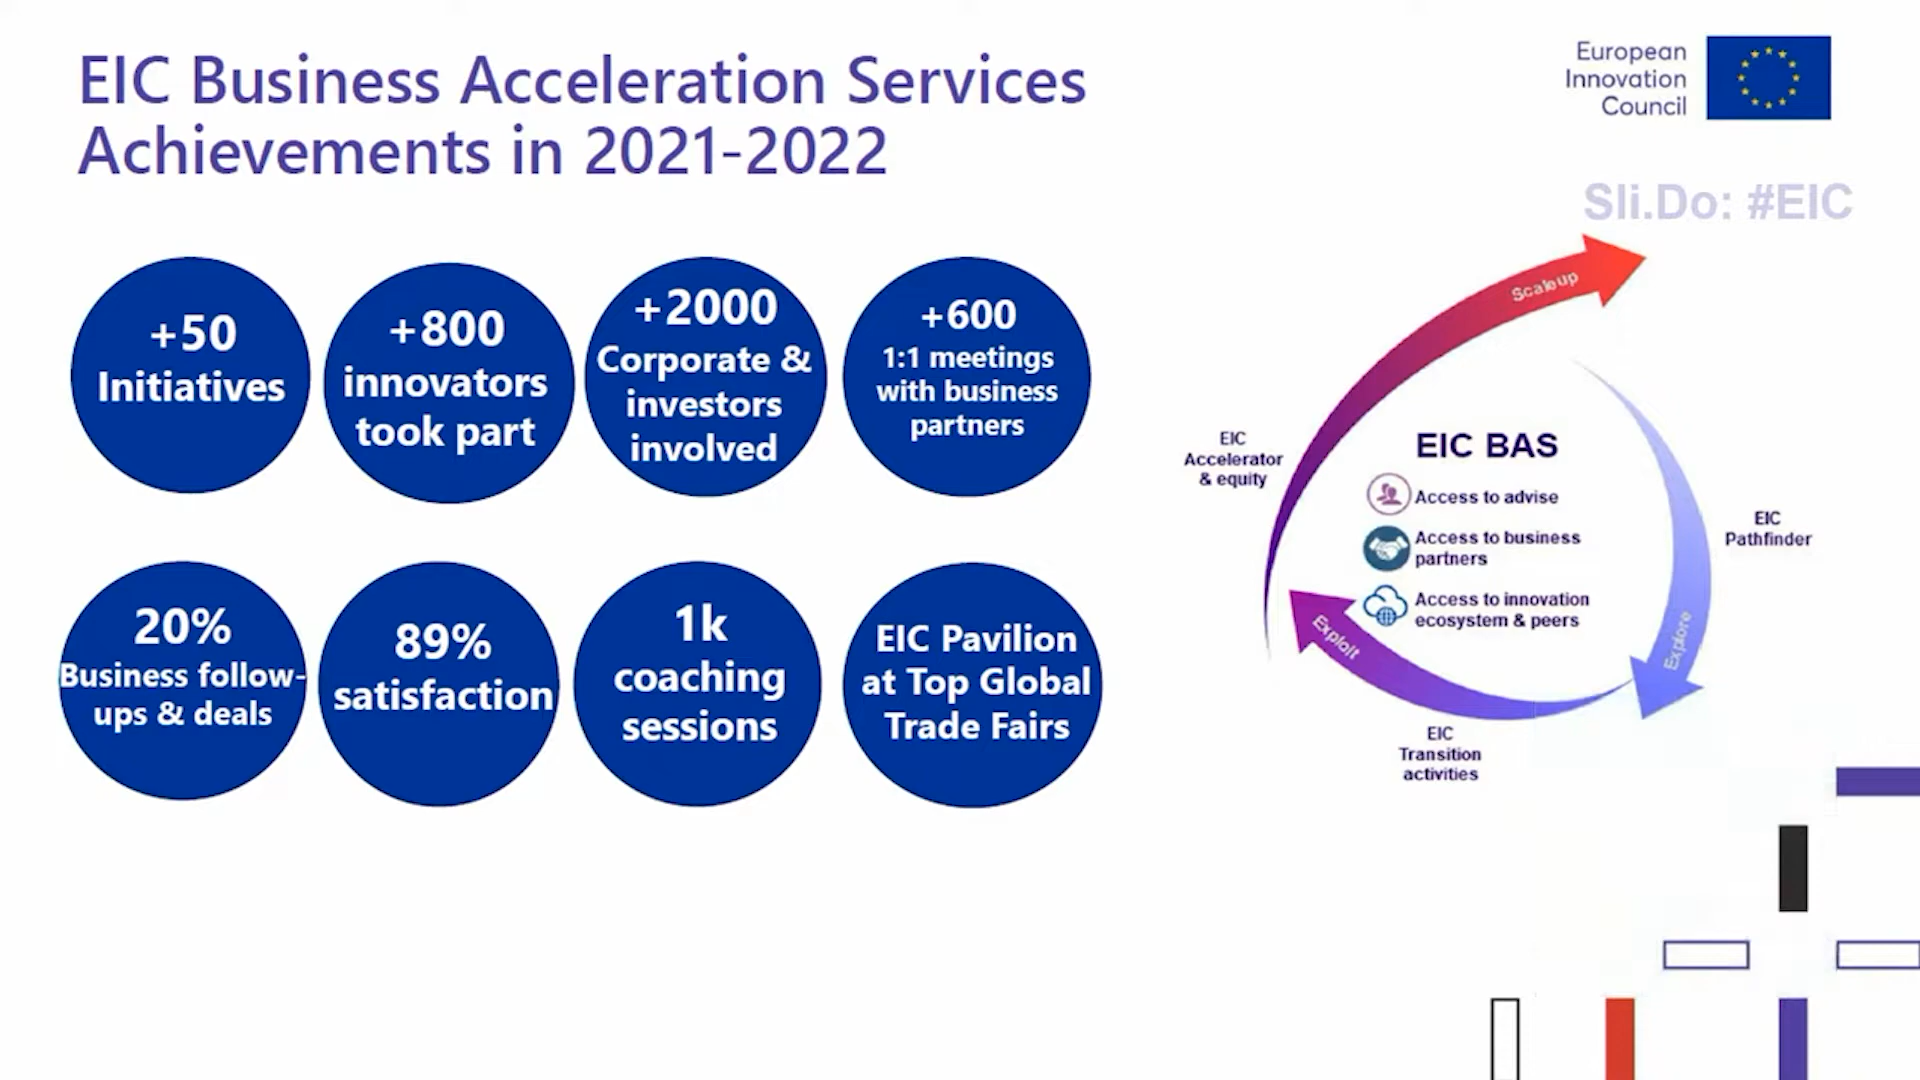 EIC Business Acceleration Services
Achievements in 2021-2022
European
Innovation
Council
Sli.Do: #EIC
+50
Initiatives
+800
innovators
took part
+2000
Corporate &
investors
involved
+600
1:1 meetings
with business
partners
20%
Business follow-
ups & deals
89%
satisfaction
1k
coaching
sessions
EIC Pavilion
at Top Global
Trade Fairs
Scaleup
EIC
Accelerator
& equity
EIC BAS
Access to advise
Access to business
partners
Access to innovation
ecosystem & peers
EIC
Pathfinder
Explore
Exploit
EIC
Transition
activities